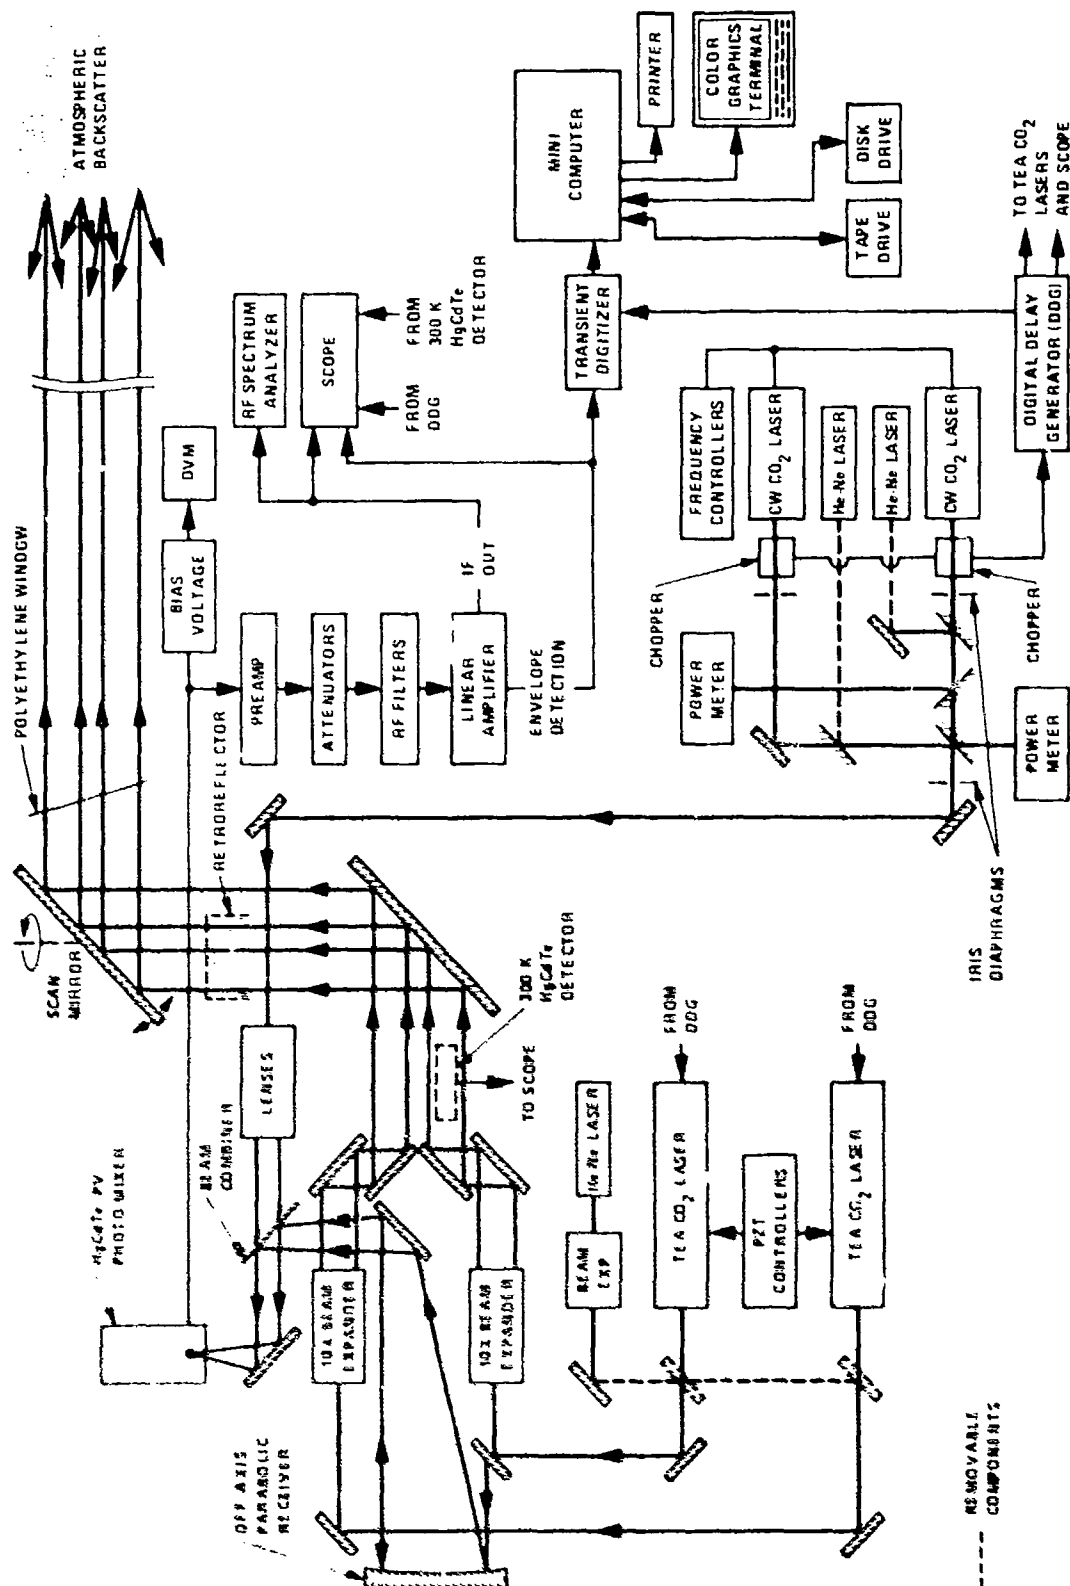 ATMOSPHERIC
BACKSCATTER
POLYETHYLENE WINDOW
SCAN
MIRROR
RETROREFLECTOR
DVM
BIAS
VOLTAGE
PREAMP
ATTENUATORS
RF FILTERS
LINEAR
AMPLIFIER
IF
OUT
ENVELOPE
DETECTION
RF SPECTRUM
ANALYZER
SCOPE
FROM
DDG
FROM
300 K
HgCdTe
DETECTOR
TRANSIENT
DIGITIZER
MINI
COMPUTER
PRINTER
COLOR
GRAPHICS
TERMINAL
TAPE
DRIVE
DISK
DRIVE
TO TEA CO2
LASERS
AND SCOPE
DIGITAL DELAY
GENERATOR (DDG)
FREQUENCY
CONTROLLERS
CW CO2 LASER
He-Ne LASER
He-Ne LASER
CW CO2 LASER
CHOPPER
CHOPPER
POWER
METER
POWER
METER
IRIS
DIAPHRAGMS
HgCdTe PV
PHOTOMIXER
BEAM
COMBINER
LENSES
300 K
HgCdTe
DETECTOR
TO SCOPE
10X BEAM
EXPANDER
10X BEAM
EXPANDER
OFF AXIS
PARABOLIC
RECEIVER
He-Ne LASER
BEAM
EXP
TEA CO2 LASER
FROM
DDG
PZT
CONTROLLERS
TEA CO2 LASER
FROM
DDG
REMOVABLE
COMPONENTS